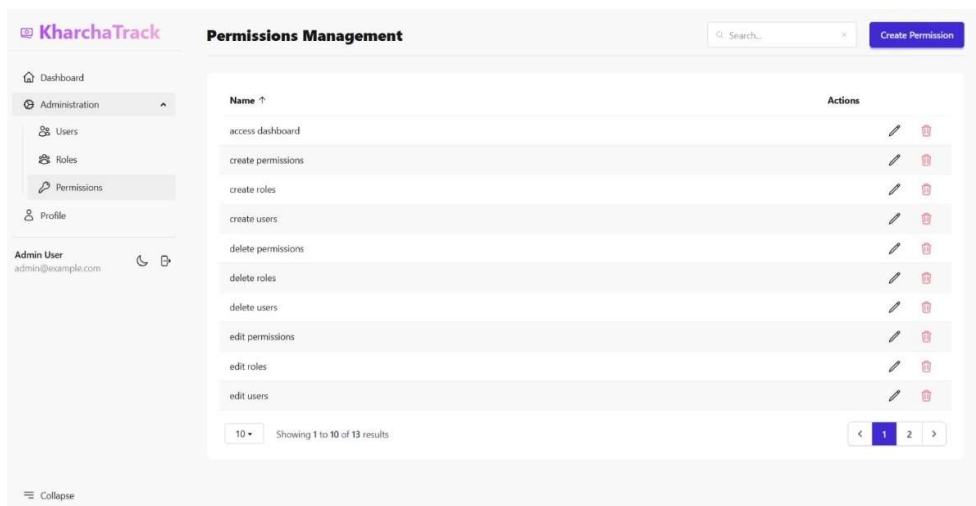 KharchaTrack
Dashboard
Administration
Users
Roles
Permissions
Profile
Admin User
admin@example.com
Collapse
Permissions Management
Search...
Create Permission
Name ↑ Actions
access dashboard
create permissions
create roles
create users
delete permissions
delete roles
delete users
edit permissions
edit roles
edit users
10 Showing 1 to 10 of 13 results
1 2